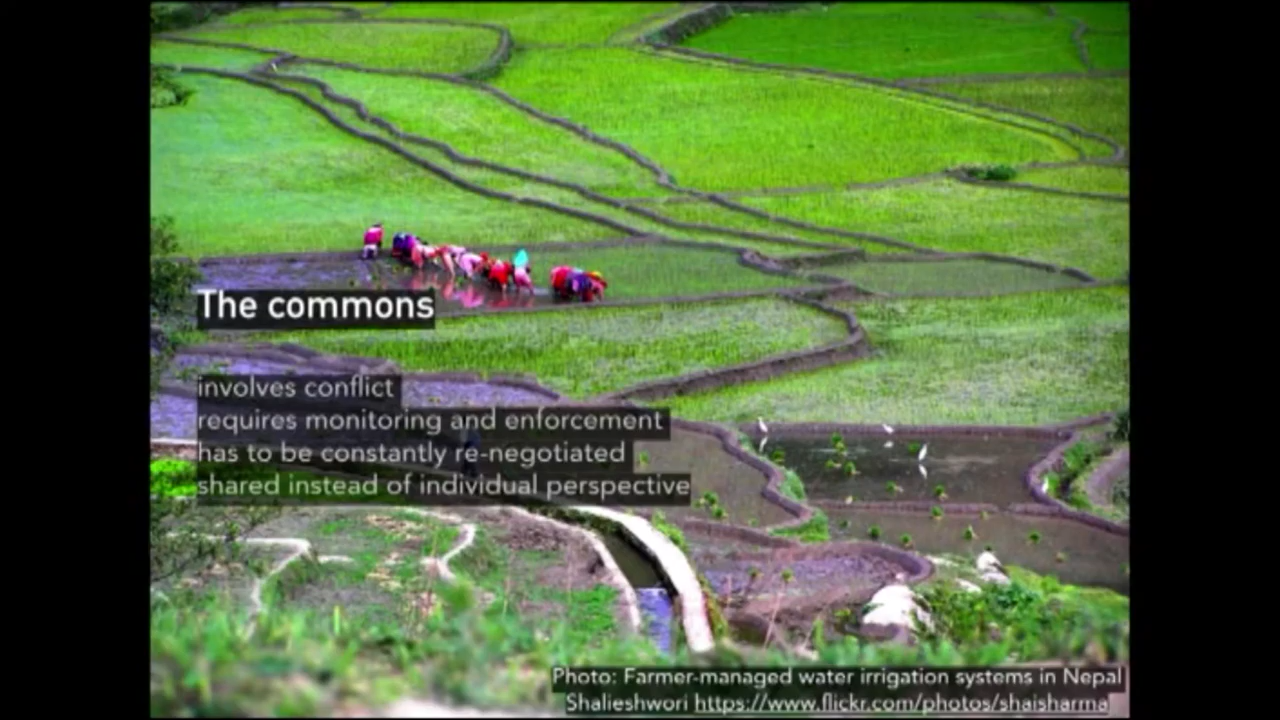 The commons
involves conflict
requires monitoring and enforcement
has to be constantly re-negotiated
shared instead of individual perspective
Photo: Farmer-managed water irrigation systems in Nepal
Shalieshwori https://www.flickr.com/photos/shaisharma